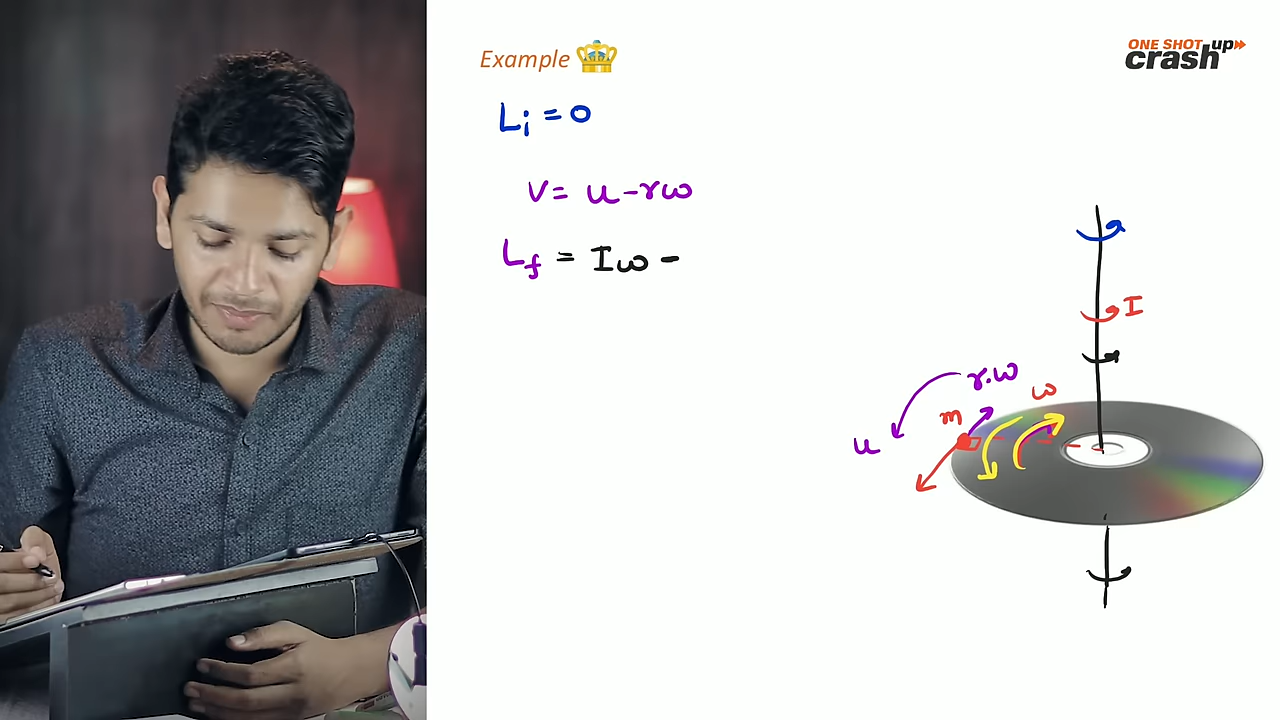 Example
ONE SHOT
crash up
Li = 0
v = u - rω
Lf = Iω -
I
r.ω
ω
m
u